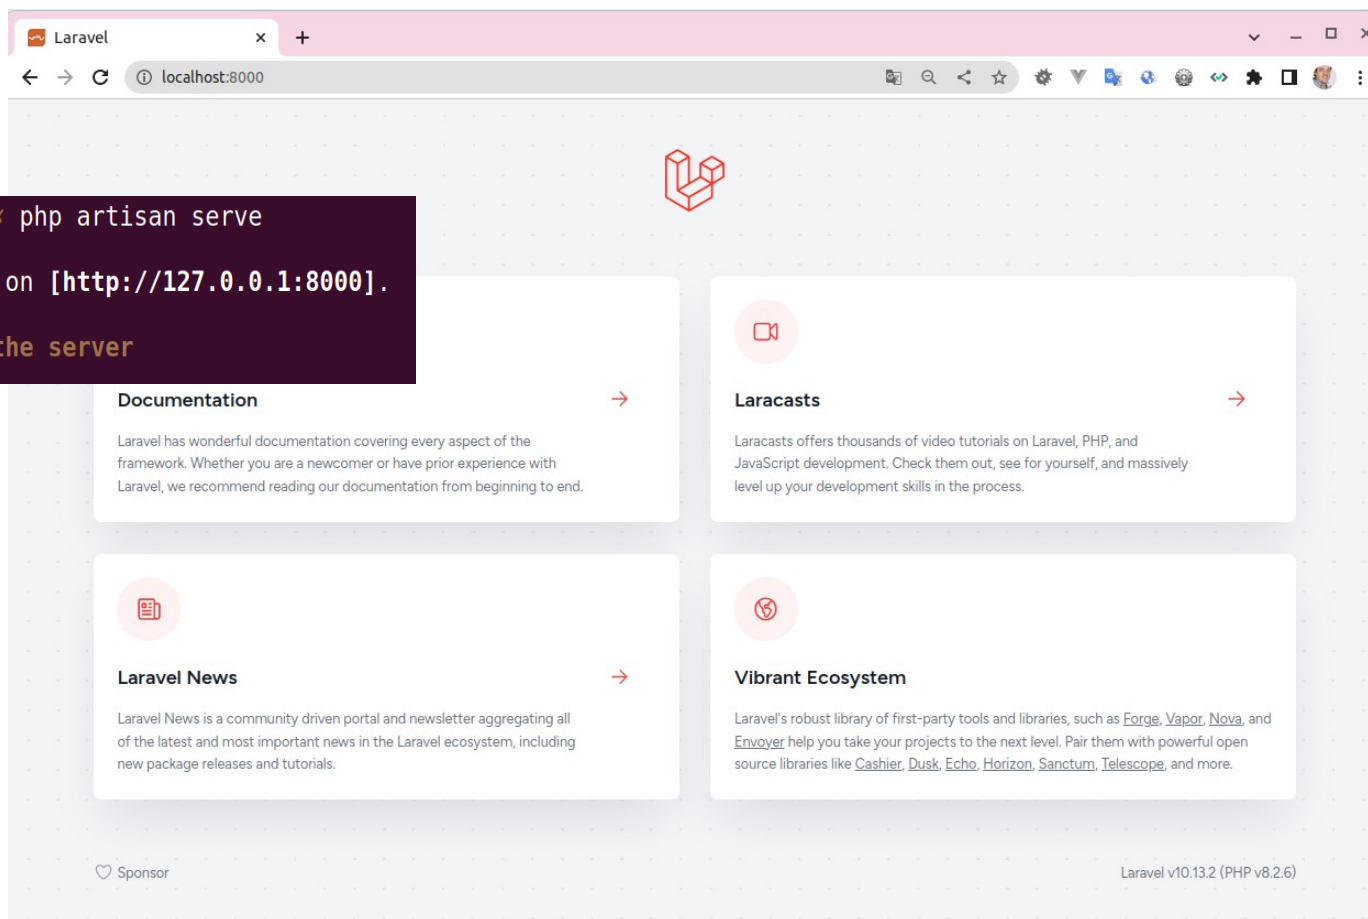 Laravel
localhost:8000
php artisan serve
on [http://127.0.0.1:8000].
the server
Documentation
Laravel has wonderful documentation covering every aspect of the
framework. Whether you are a newcomer or have prior experience with
Laravel, we recommend reading our documentation from beginning to end.
Laracasts
Laracasts offers thousands of video tutorials on Laravel, PHP, and
JavaScript development. Check them out, see for yourself, and massively
level up your development skills in the process.
Laravel News
Laravel News is a community driven portal and newsletter aggregating all
of the latest and most important news in the Laravel ecosystem, including
new package releases and tutorials.
Vibrant Ecosystem
Laravel's robust library of first-party tools and libraries, such as Forge, Vapor, Nova, and
Envoyer help you take your projects to the next level. Pair them with powerful open
source libraries like Cashier, Dusk, Echo, Horizon, Sanctum, Telescope, and more.
Sponsor
Laravel v10.13.2 (PHP v8.2.6)